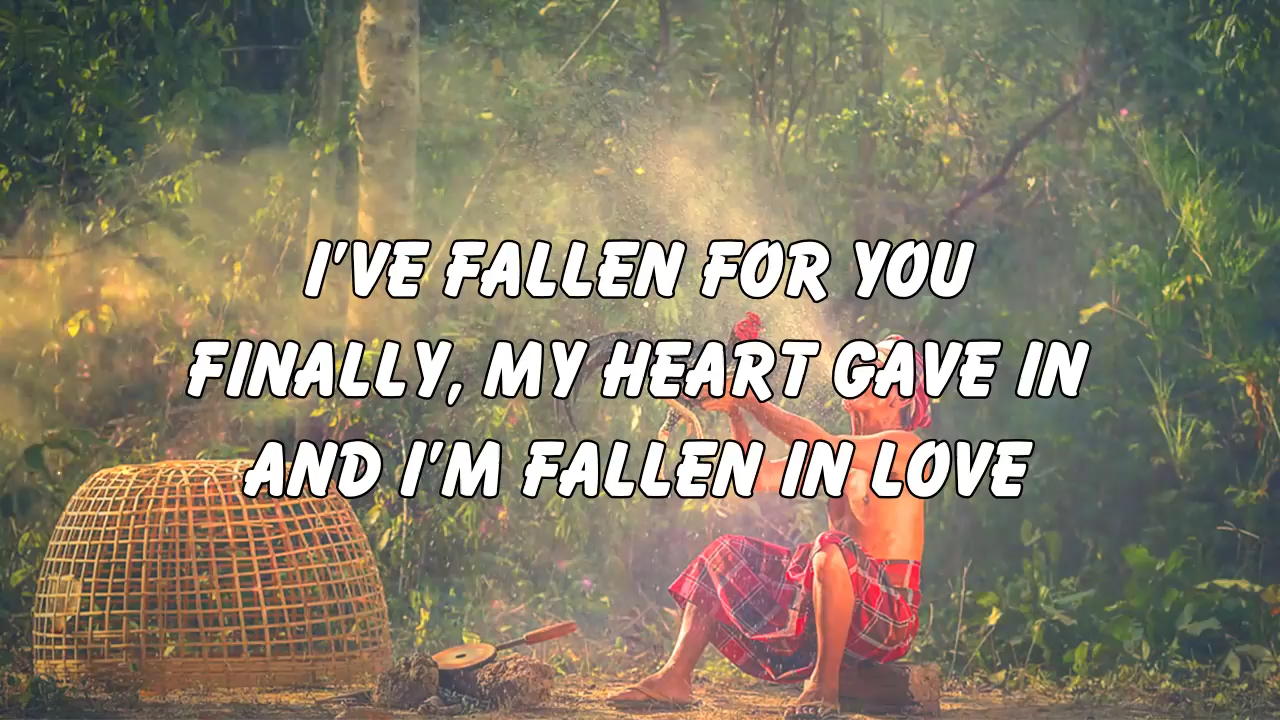 I'VE FALLEN FOR YOU
FINALLY, MY HEART GAVE IN
AND I'M FALLEN IN LOVE